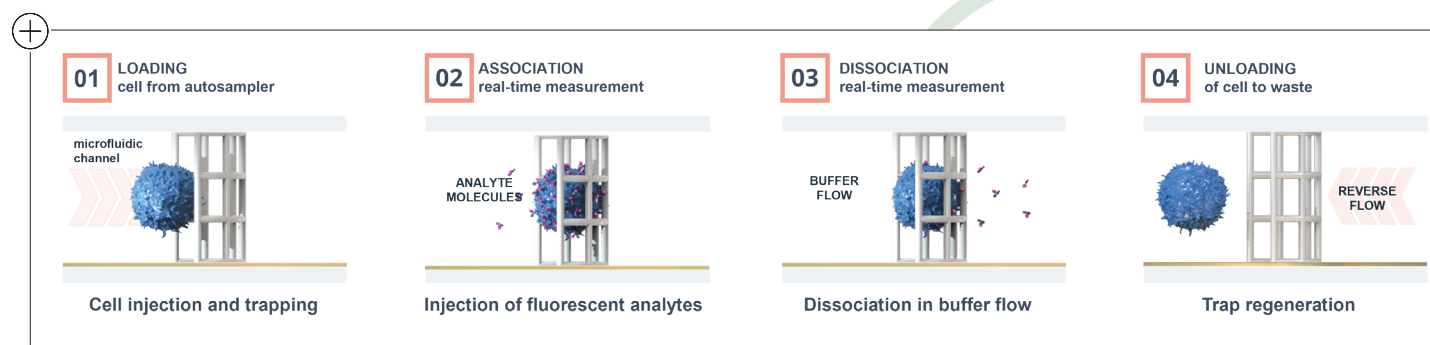 01
LOADING
cell from autosampler
microfluidic
channel
Cell injection and trapping
02
ASSOCIATION
real-time measurement
ANALYTE
MOLECULES
Injection of fluorescent analytes
03
DISSOCIATION
real-time measurement
BUFFER
FLOW
Dissociation in buffer flow
04
UNLOADING
of cell to waste
REVERSE
FLOW
Trap regeneration